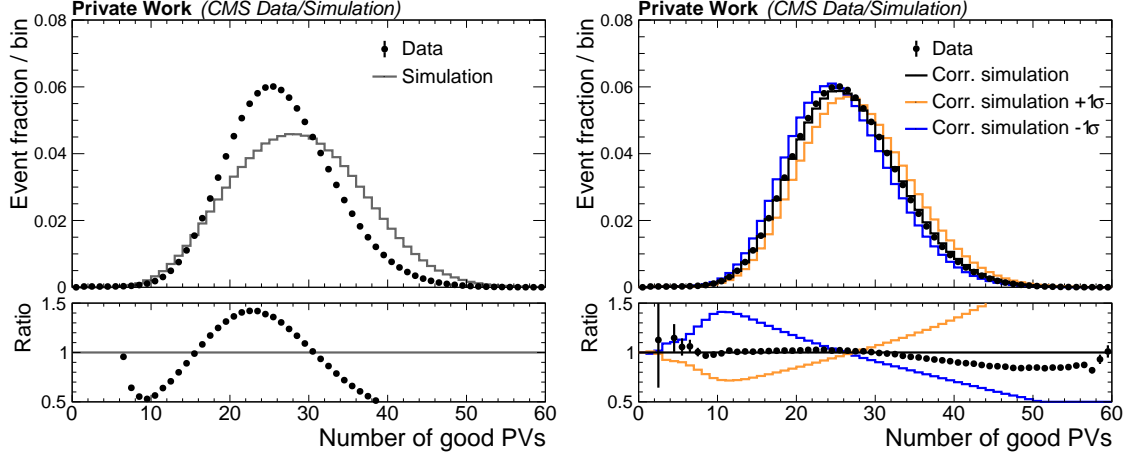 Private Work (CMS Data/Simulation)
Event fraction / bin
0.08
0.06
0.04
0.02
0
Data
Simulation
Ratio
1.5
1
0.5
0 10 20 30 40 50 60
Number of good PVs
Private Work (CMS Data/Simulation)
Event fraction / bin
0.08
0.06
0.04
0.02
0
Data
Corr. simulation
Corr. simulation +1σ
Corr. simulation -1σ
Ratio
1.5
1
0.5
0 10 20 30 40 50 60
Number of good PVs